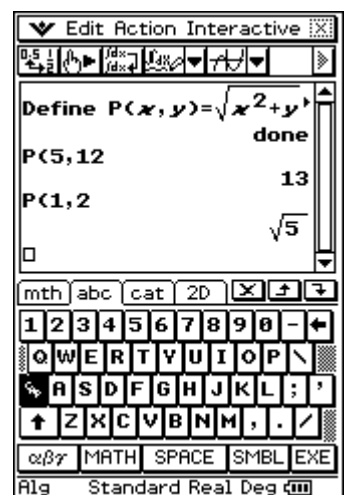 Edit Action Interactive
Define P(x,y)=√x²+y
done
P(5,12
13
P(1,2
√5
mth abc cat 2D
1 2 3 4 5 6 7 8 9 0 -
Q W E R T Y U I O P \
A S D F G H J K L ; '
Z X C V B N M , . /
αβγ MATH SPACE SMBL EXE
Alg Standard Real Deg